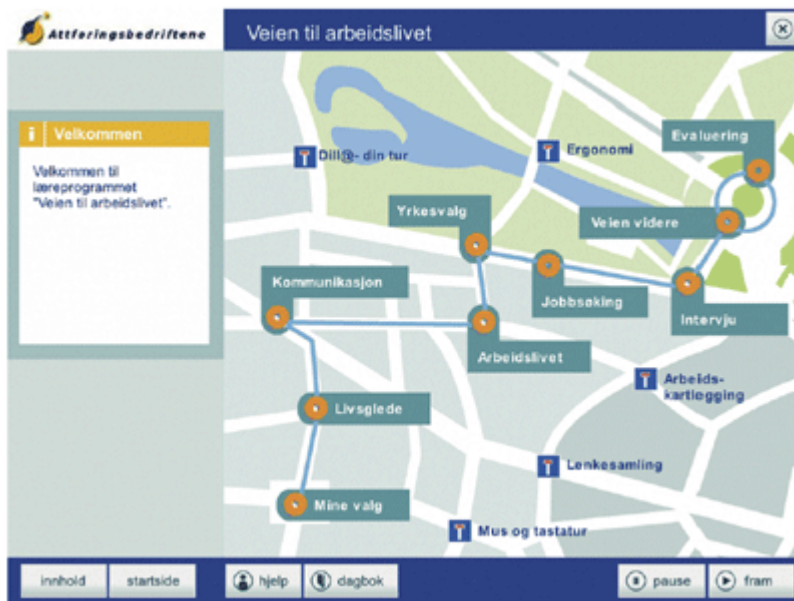 Attføringsbedriftene
Veien til arbeidslivet
i Velkommen
Velkommen til
læreprogrammet
"Veien til arbeidslivet".
Evaluering
Dill@- din tur
Ergonomi
Yrkesvalg
Veien videre
Kommunikasjon
Jobbsøking
Intervju
Arbeidslivet
Arbeids-
kartlegging
Livsglede
Lenkesamling
Mine valg
Mus og tastatur
innhold
startside
hjelp
dagbok
pause
fram